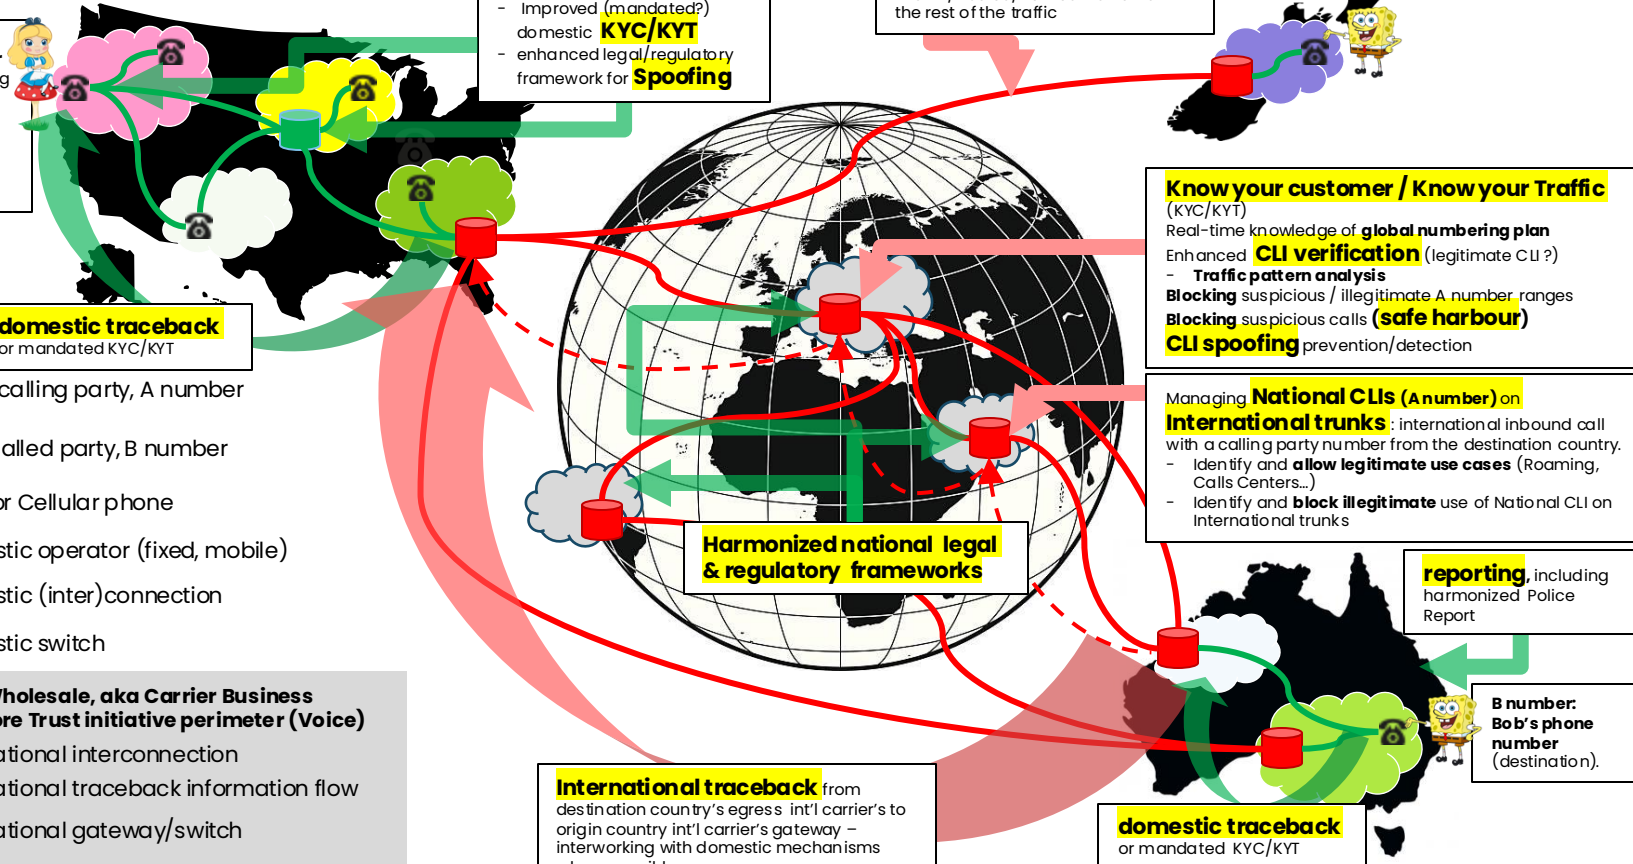 - Improved (mandated?)
domestic KYC/KYT
- enhanced legal/regulatory
framework for Spoofing
the rest of the traffic
g
Know your customer / Know your Traffic
(KYC/KYT)
Real-time knowledge of global numbering plan
Enhanced CLI verification (legitimate CLI ?)
- Traffic pattern analysis
Blocking suspicious / illegitimate A number ranges
Blocking suspicious calls (safe harbour)
CLI spoofing prevention/detection
domestic traceback
or mandated KYC/KYT
calling party, A number
alled party, B number
or Cellular phone
stic operator (fixed, mobile)
stic (inter)connection
stic switch
Wholesale, aka Carrier Business
ore Trust initiative perimeter (Voice)
ational interconnection
ational traceback information flow
ational gateway/switch
Managing National CLIs (A number) on
International trunks : international inbound call
with a calling party number from the destination country.
- Identify and allow legitimate use cases (Roaming,
Calls Centers...)
- Identify and block illegitimate use of National CLI on
International trunks
Harmonized national legal
& regulatory frameworks
reporting, including
harmonized Police
Report
B number:
Bob's phone
number
(destination).
International traceback from
destination country's egress int'l carrier's to
origin country int'l carrier's gateway –
interworking with domestic mechanisms
domestic traceback
or mandated KYC/KYT